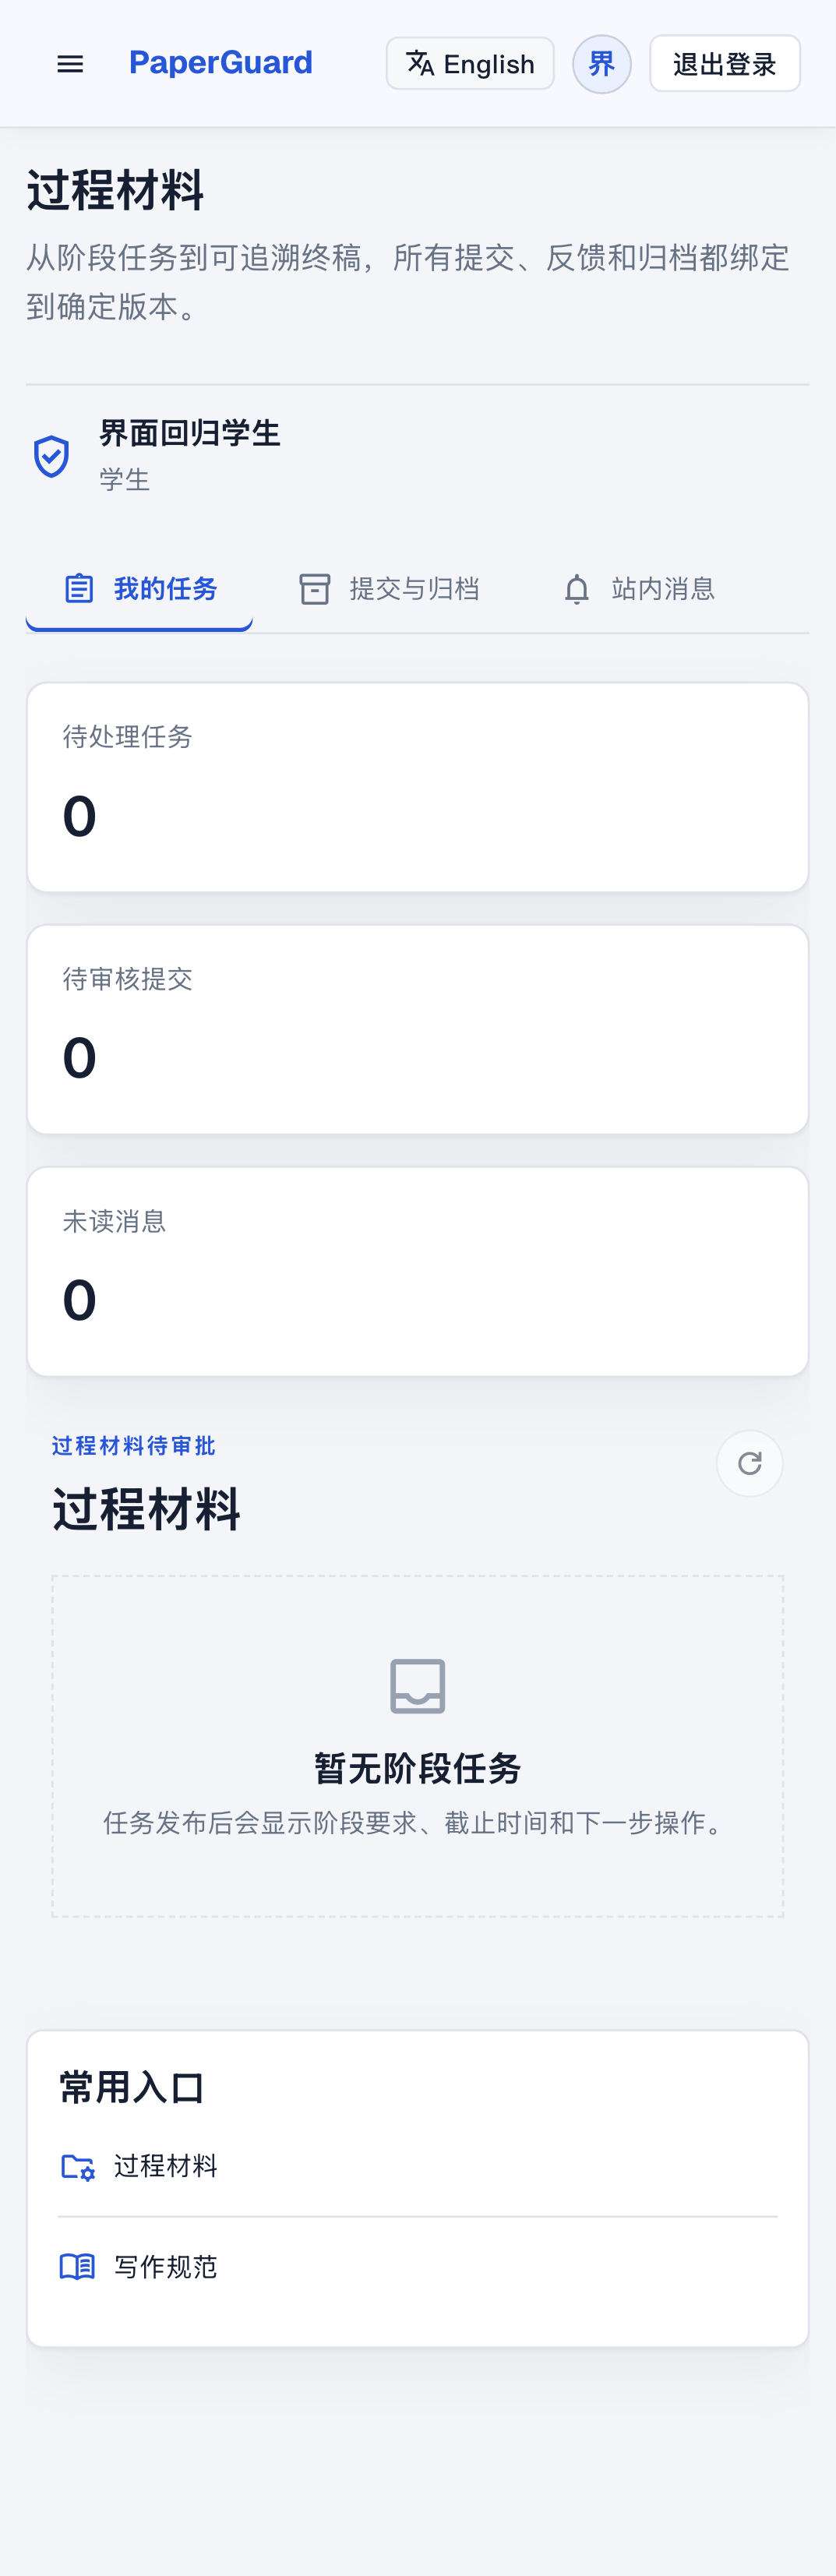 PaperGuard
English
界
退出登录
过程材料
从阶段任务到可追溯终稿，所有提交、反馈和归档都绑定
到确定版本。
界面回归学生
学生
我的任务
提交与归档
站内消息
待处理任务
0
待审核提交
0
未读消息
0
过程材料待审批
过程材料
暂无阶段任务
任务发布后会显示阶段要求、截止时间和下一步操作。
常用入口
过程材料
写作规范